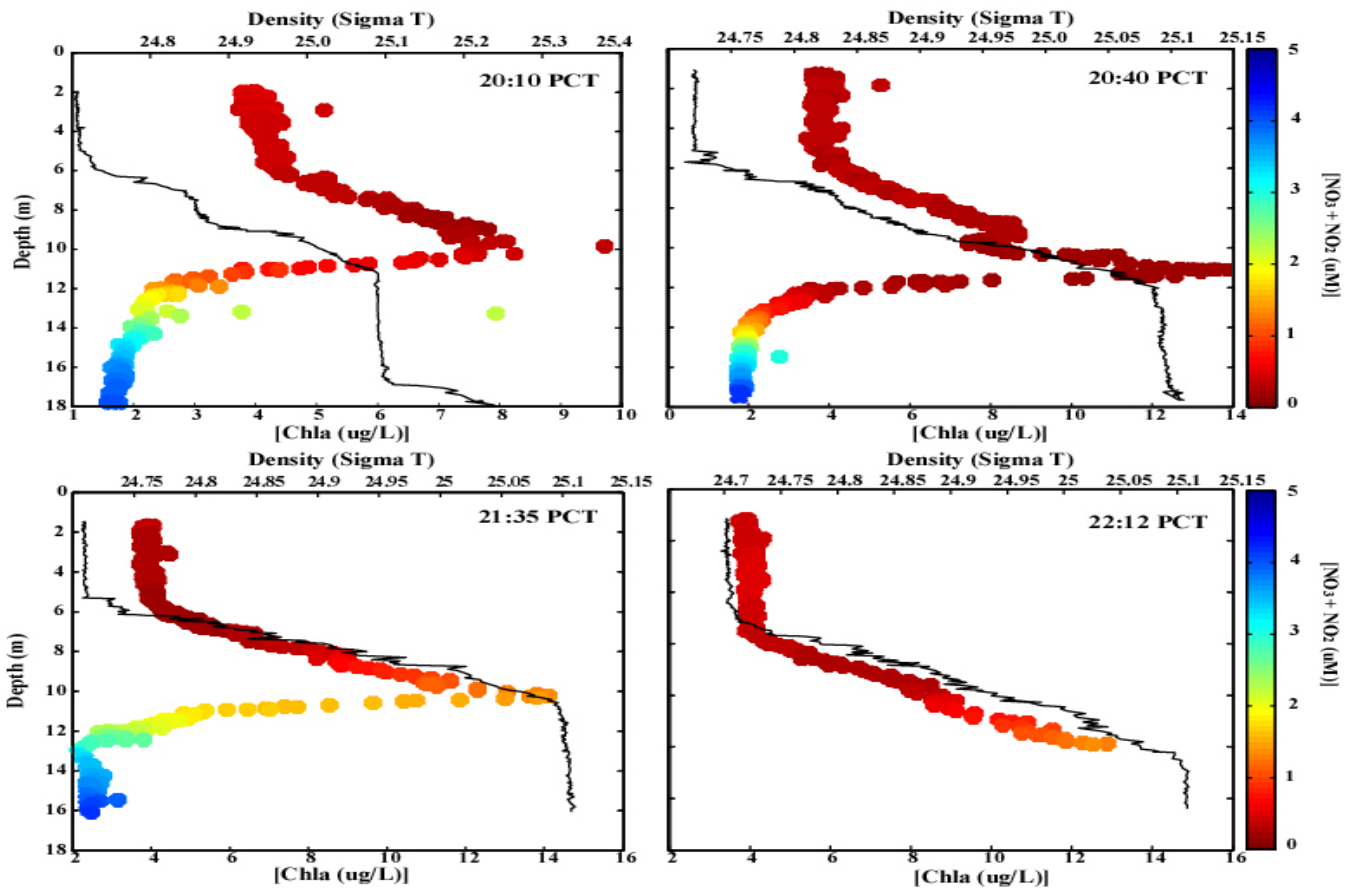 Density (Sigma T) Density (Sigma T)
24.8 24.9 25.0 25.1 25.2 25.3 25.4 24.75 24.8 24.85 24.9 24.95 25.0 25.05 25.1 25.15
0
2
4
6
8
10
12
14
16
18
Depth (m)
20:10 PCT
20:40 PCT
5
4
3
2
1
0
[NO3 + NO2 (uM)]
1 2 3 4 5 6 7 8 9 10
0 2 4 6 8 10 12 14
[Chla (ug/L)] [Chla (ug/L)]
Density (Sigma T) Density (Sigma T)
24.75 24.8 24.85 24.9 24.95 25 25.05 25.1 25.15 24.7 24.75 24.8 24.85 24.9 24.95 25 25.05 25.1 25.15
0
2
4
6
8
10
12
14
16
18
Depth (m)
21:35 PCT
22:12 PCT
5
4
3
2
1
0
[NO3 + NO2 (uM)]
2 4 6 8 10 12 14 16
2 4 6 8 10 12 14 16
[Chla (ug/L)] [Chla (ug/L)]